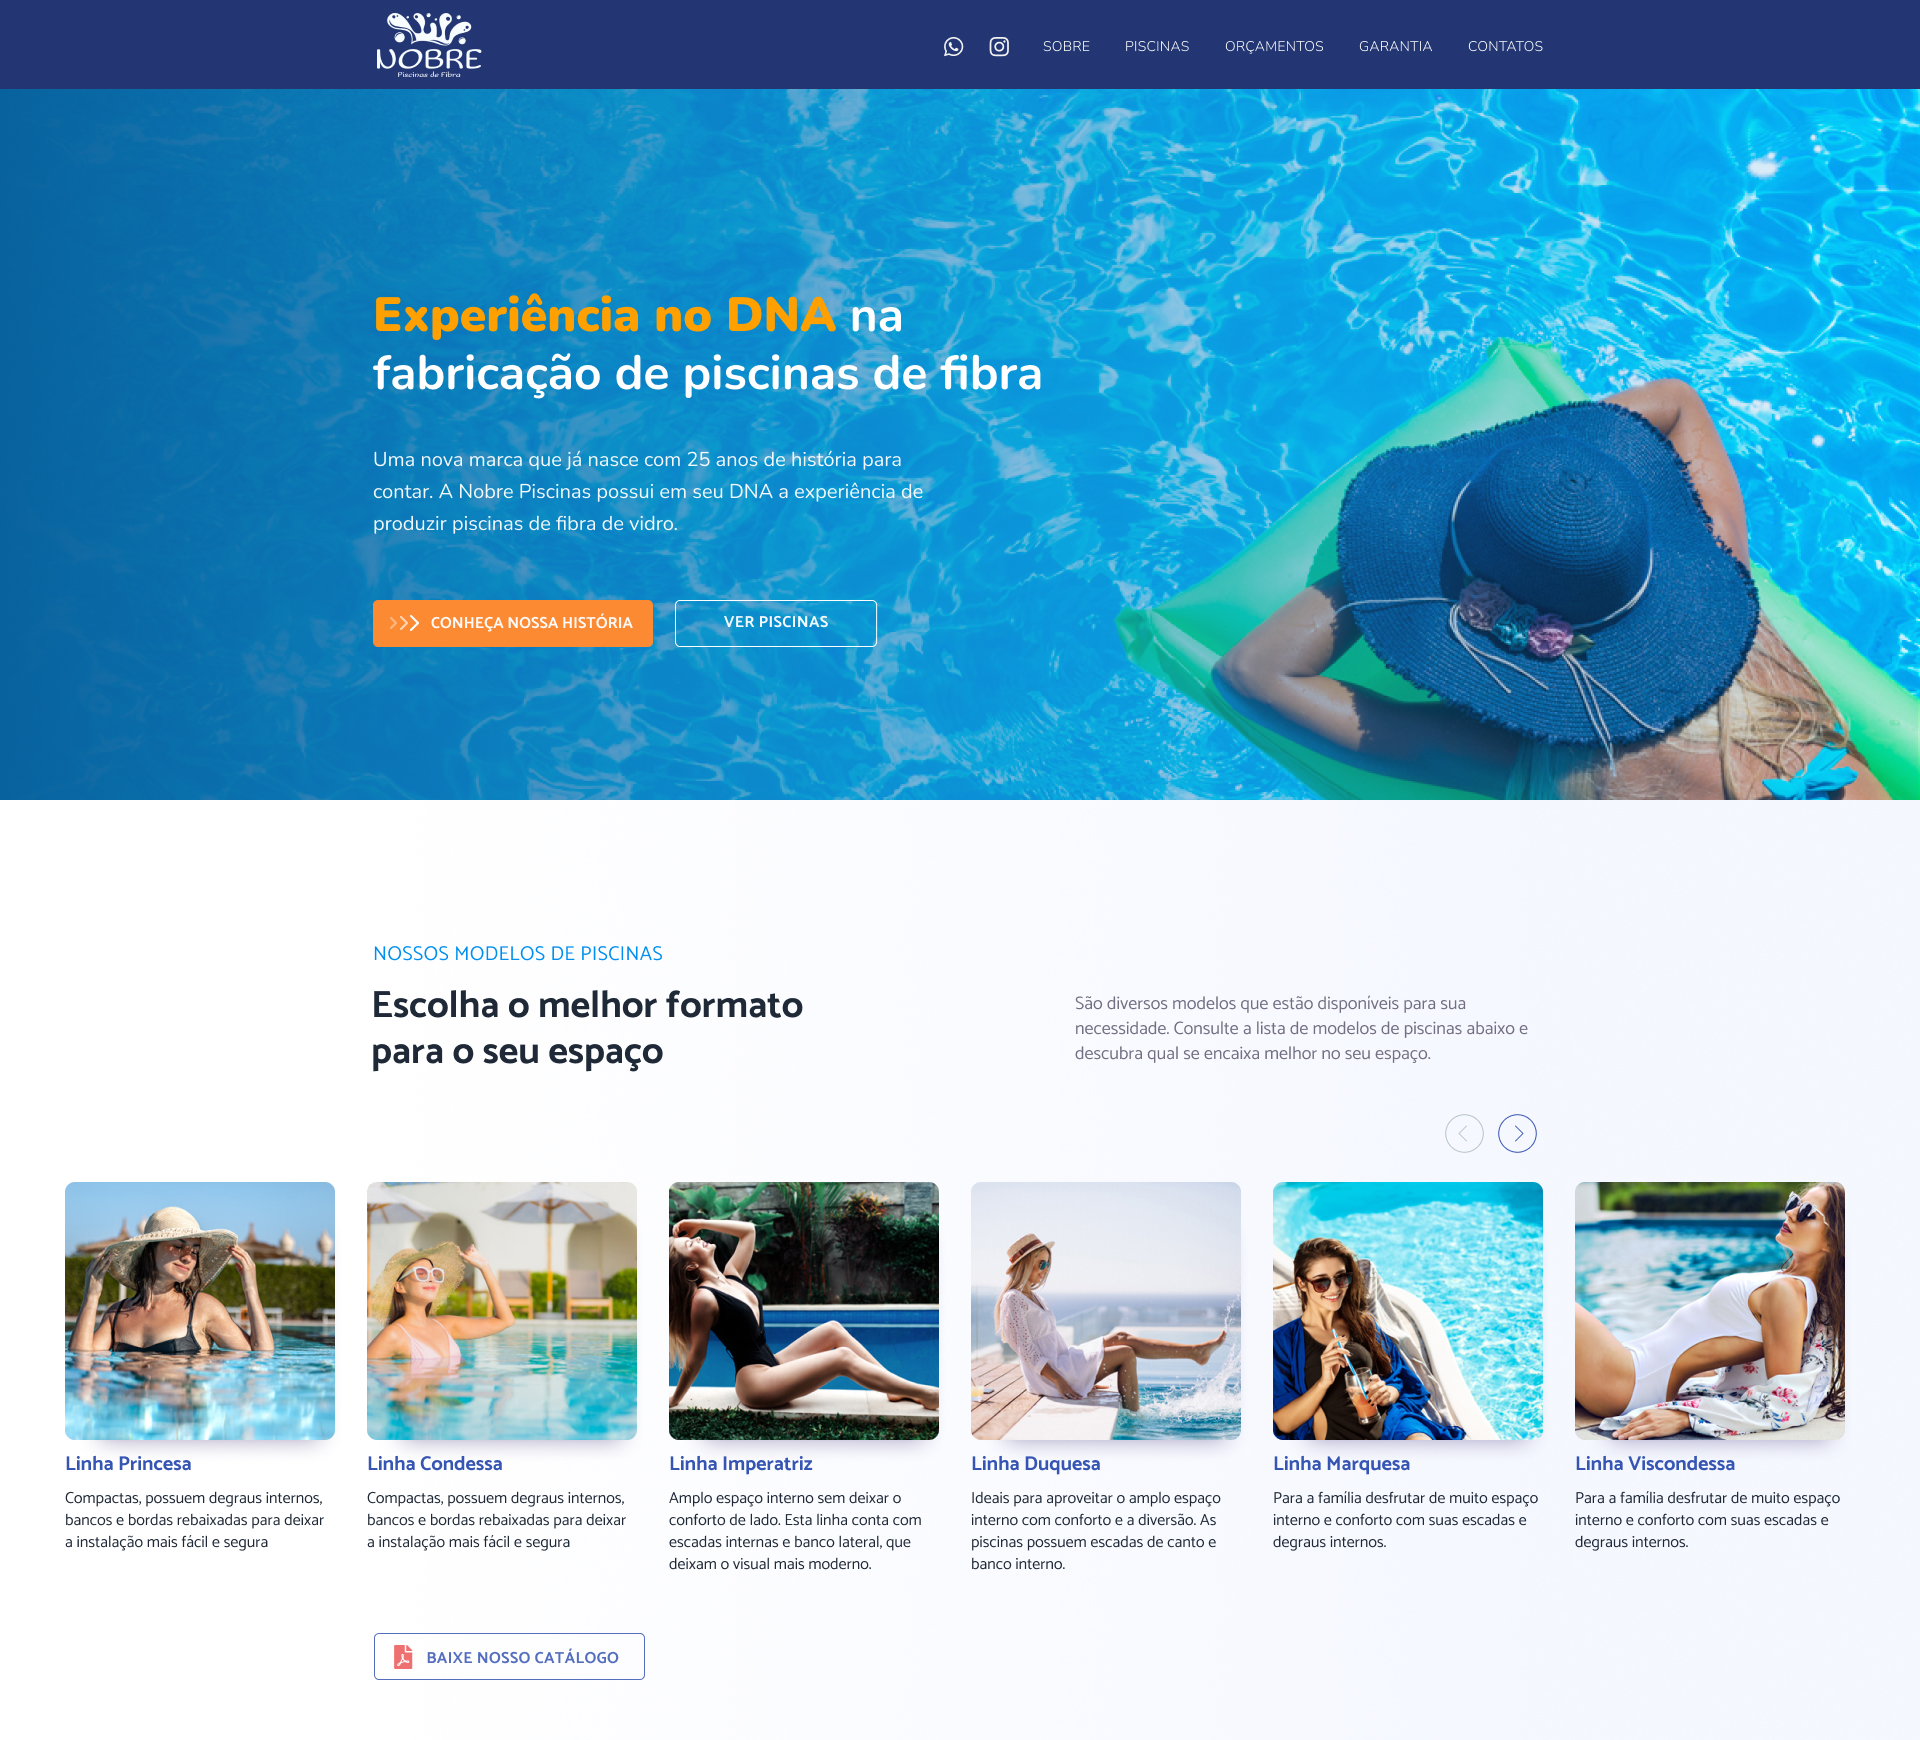 NOBRE
Piscinas de Fibra
SOBRE
PISCINAS
ORÇAMENTOS
GARANTIA
CONTATOS
Experiência no DNA na
fabricação de piscinas de fibra
Uma nova marca que já nasce com 25 anos de história para
contar. A Nobre Piscinas possui em seu DNA a experiência de
produzir piscinas de fibra de vidro.
CONHEÇA NOSSA HISTÓRIA
VER PISCINAS
NOSSOS MODELOS DE PISCINAS
Escolha o melhor formato
para o seu espaço
São diversos modelos que estão disponíveis para sua
necessidade. Consulte a lista de modelos de piscinas abaixo e
descubra qual se encaixa melhor no seu espaço.
Linha Princesa
Compactas, possuem degraus internos,
bancos e bordas rebaixadas para deixar
a instalação mais fácil e segura
Linha Condessa
Compactas, possuem degraus internos,
bancos e bordas rebaixadas para deixar
a instalação mais fácil e segura
Linha Imperatriz
Amplo espaço interno sem deixar o
conforto de lado. Esta linha conta com
escadas internas e banco lateral, que
deixam o visual mais moderno.
Linha Duquesa
Ideais para aproveitar o amplo espaço
interno com conforto e a diversão. As
piscinas possuem escadas de canto e
banco interno.
Linha Marquesa
Para a família desfrutar de muito espaço
interno e conforto com suas escadas e
degraus internos.
Linha Viscondessa
Para a família desfrutar de muito espaço
interno e conforto com suas escadas e
degraus internos.
BAIXE NOSSO CATÁLOGO